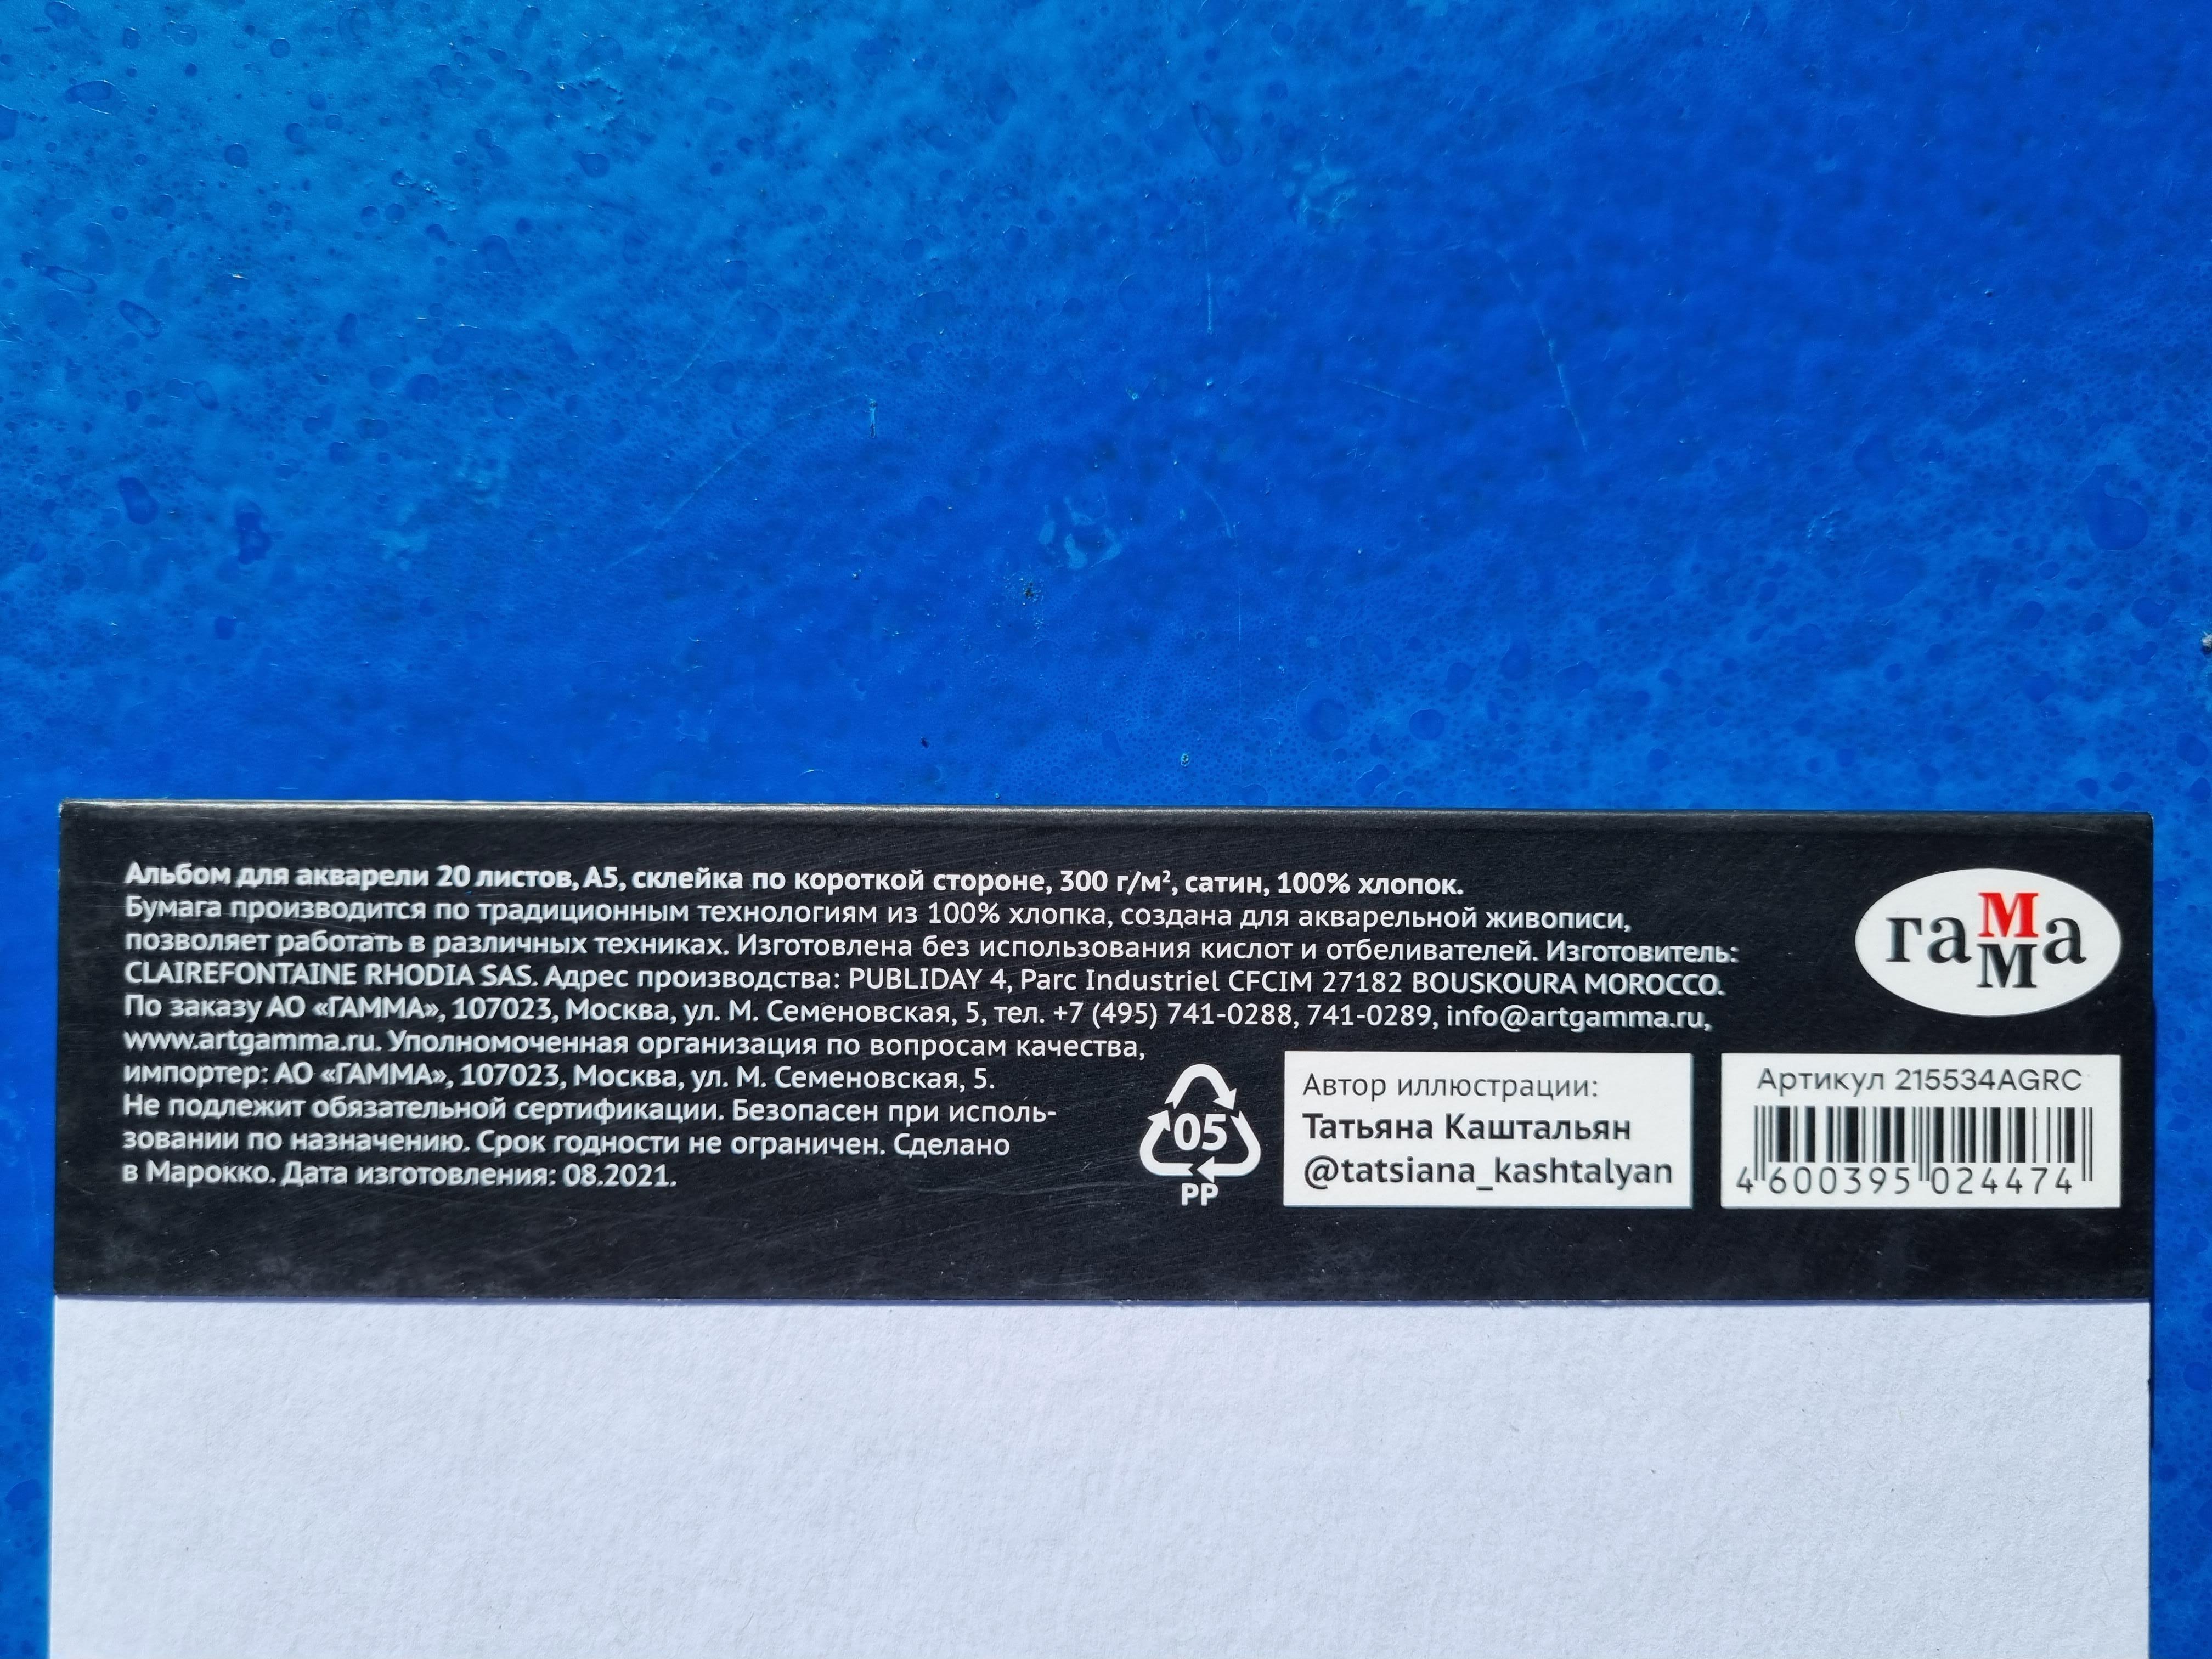 Альбом для акварели 20 листов, А5, склейка по короткой стороне, 300 г/м², сатин, 100% хлопок.
Бумага производится по традиционным технологиям из 100% хлопка, создана для акварельной живописи,
позволяет работать в различных техниках. Изготовлена без использования кислот и отбеливателей. Изготовитель:
CLAIREFONTAINE RHODIA SAS. Адрес производства: PUBLIDAY 4, Parc Industriel CFCIM 27182 BOUSKOURA MOROCCO.
По заказу АО «ГАММА», 107023, Москва, ул. М. Семеновская, 5, тел. +7 (495) 741-0288, 741-0289, info@artgamma.ru,
www.artgamma.ru. Уполномоченная организация по вопросам качества,
импортер: АО «ГАММА», 107023, Москва, ул. М. Семеновская, 5.
Не подлежит обязательной сертификации. Безопасен при исполь-
зовании по назначению. Срок годности не ограничен. Сделано
в Марокко. Дата изготовления: 08.2021.
05
PP
Автор иллюстрации:
Татьяна Каштальян
@tatsiana_kashtalyan
гамма
Артикул 215534AGRC
4 600395 024474